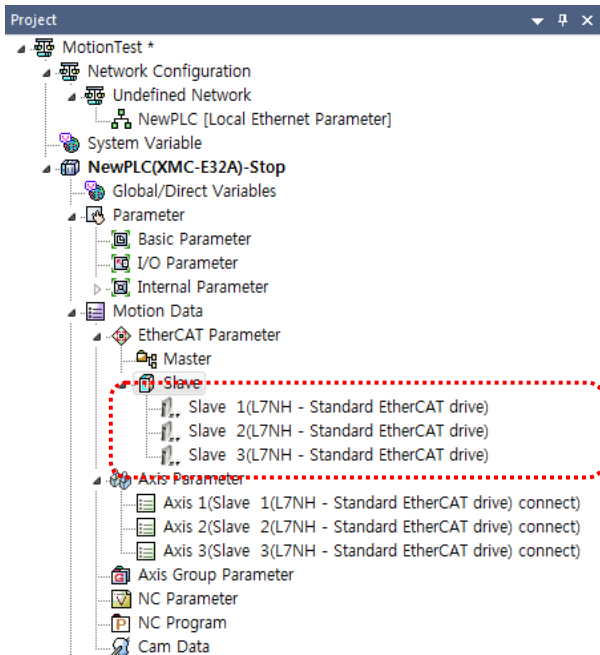 Project
MotionTest *
Network Configuration
Undefined Network
NewPLC [Local Ethernet Parameter]
System Variable
NewPLC(XMC-E32A)-Stop
Global/Direct Variables
Parameter
Basic Parameter
I/O Parameter
Internal Parameter
Motion Data
EtherCAT Parameter
Master
Slave
Slave 1(L7NH - Standard EtherCAT drive)
Slave 2(L7NH - Standard EtherCAT drive)
Slave 3(L7NH - Standard EtherCAT drive)
Axis Parameter
Axis 1(Slave 1(L7NH - Standard EtherCAT drive) connect)
Axis 2(Slave 2(L7NH - Standard EtherCAT drive) connect)
Axis 3(Slave 3(L7NH - Standard EtherCAT drive) connect)
Axis Group Parameter
NC Parameter
NC Program
Cam Data